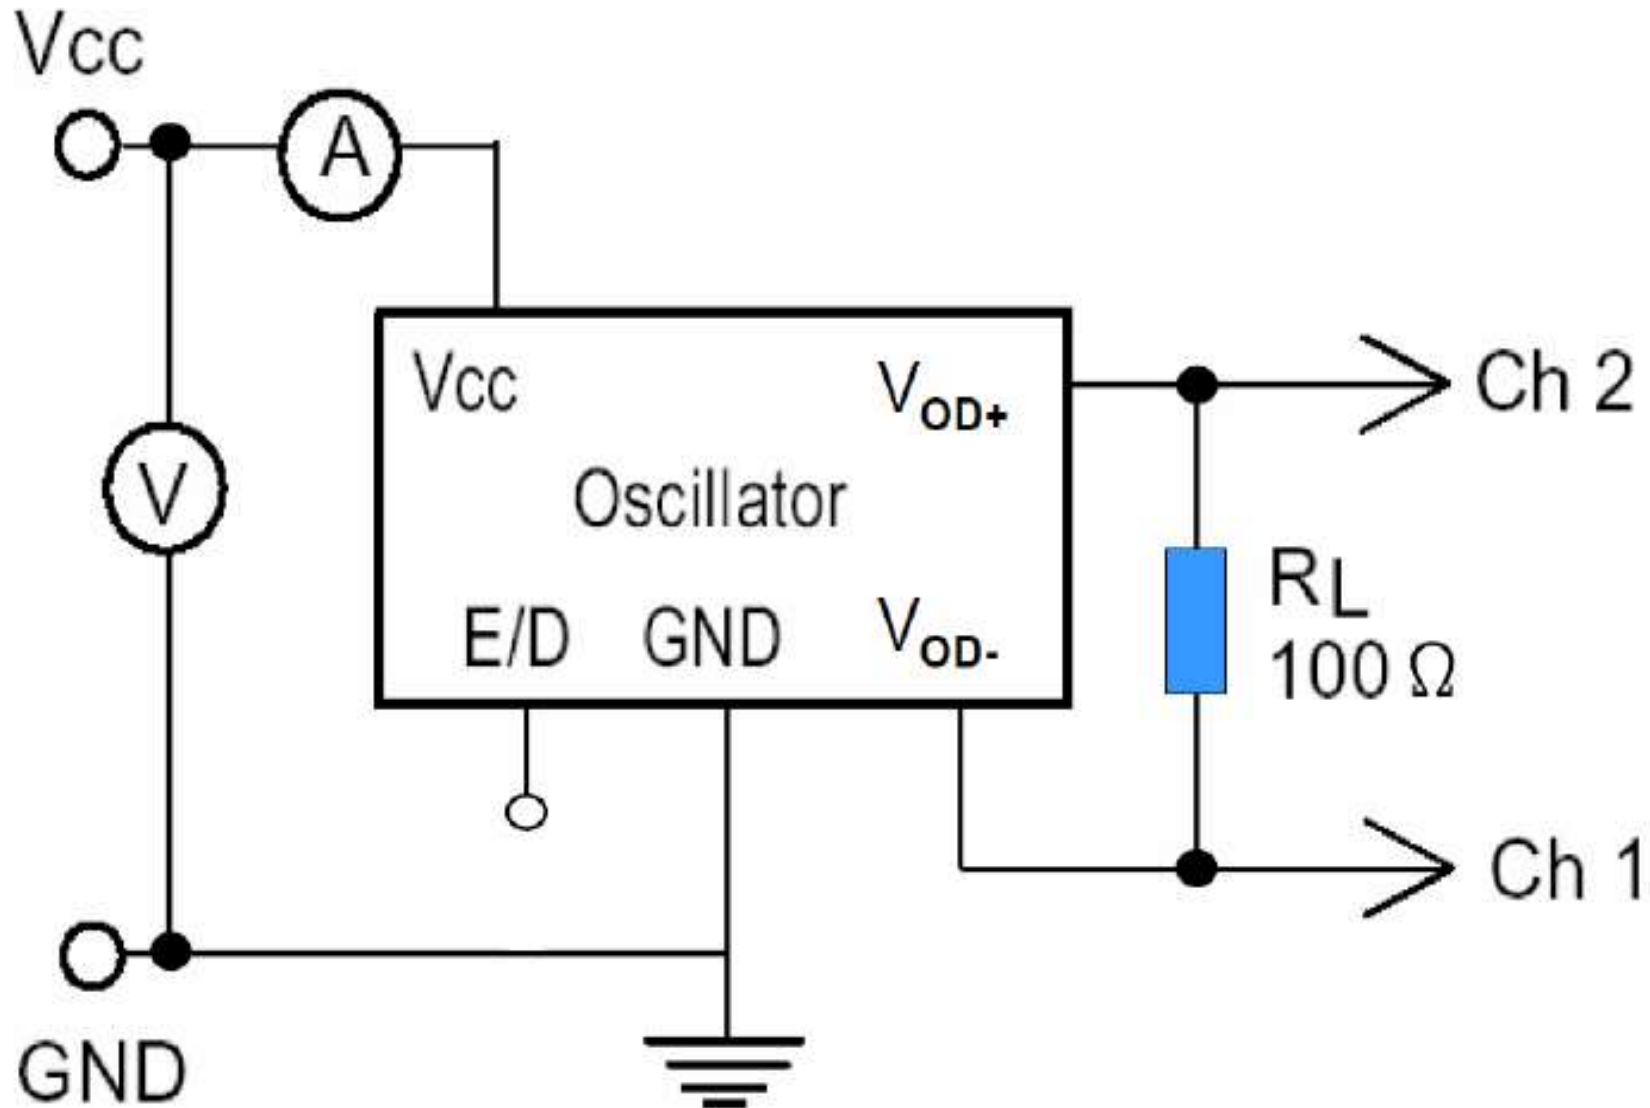 Vcc
A
Vcc
VOD+
Ch 2
V
Oscillator
RL
100 Ω
E/D
GND
VOD-
Ch 1
GND